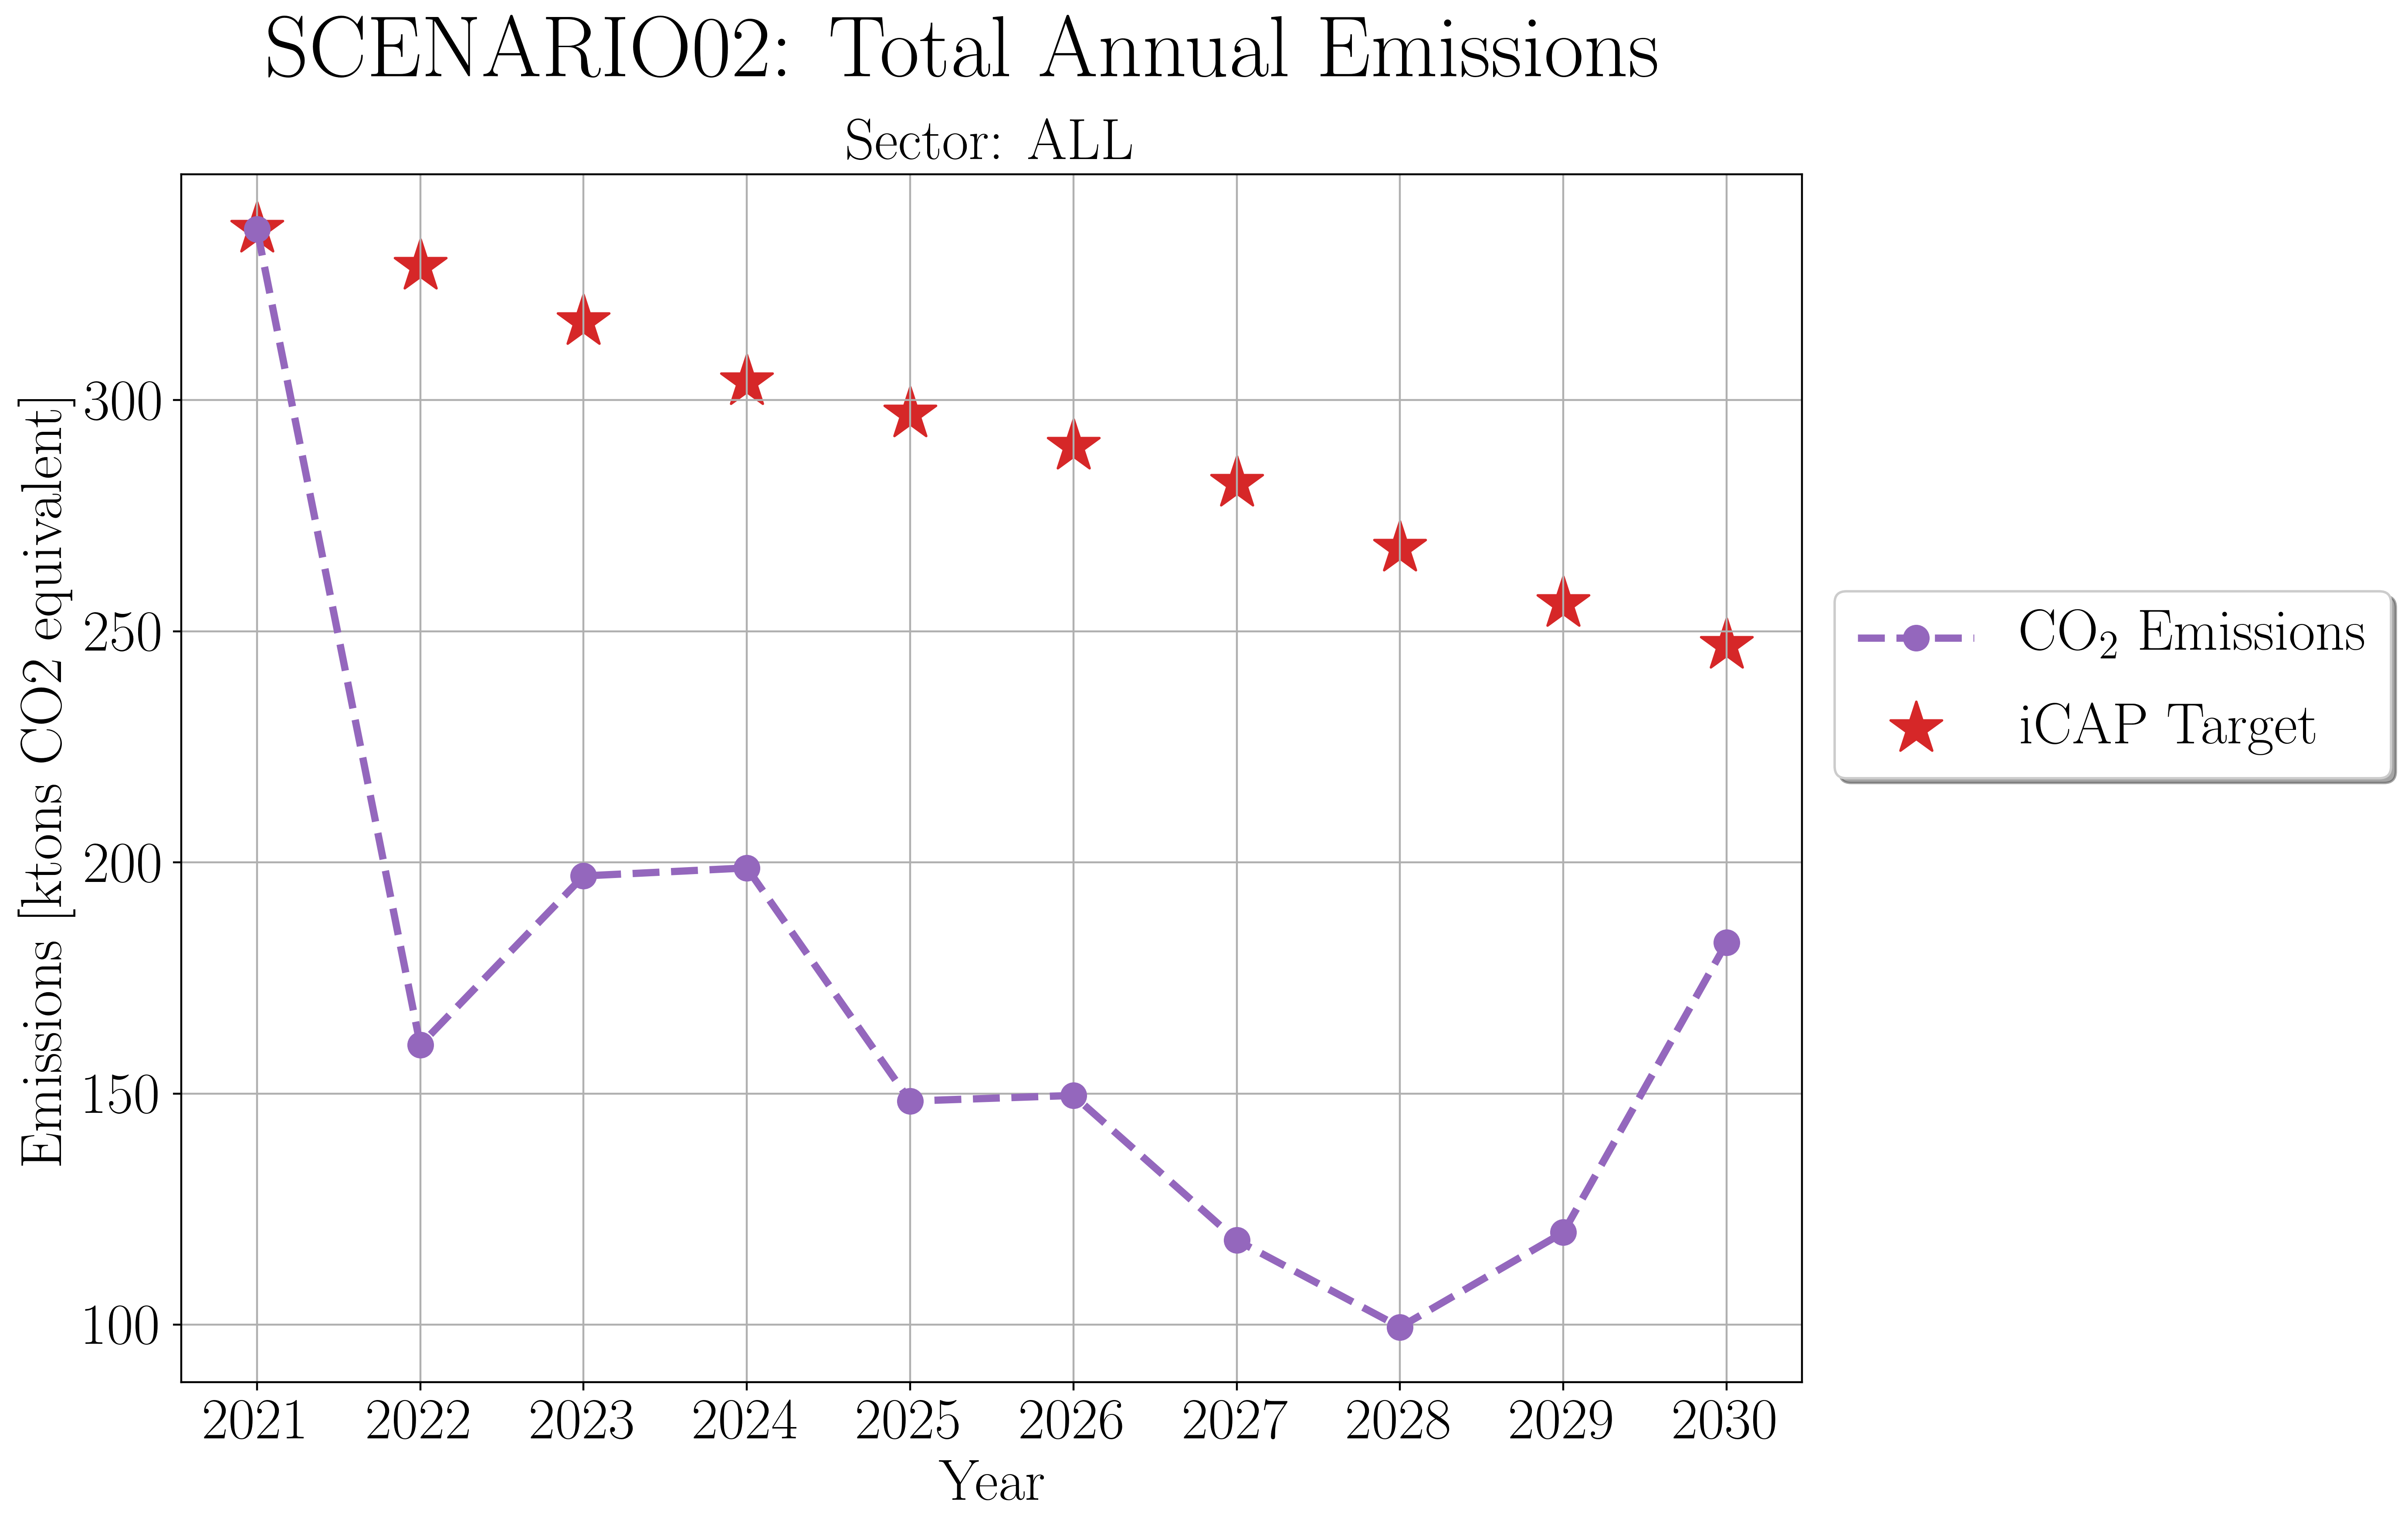 SCENARIO02: Total Annual Emissions
Sector: ALL
Emissions [ktons CO2 equivalent]
300
250
200
150
100
2021 2022 2023 2024 2025 2026 2027 2028 2029 2030
Year
CO₂ Emissions
iCAP Target